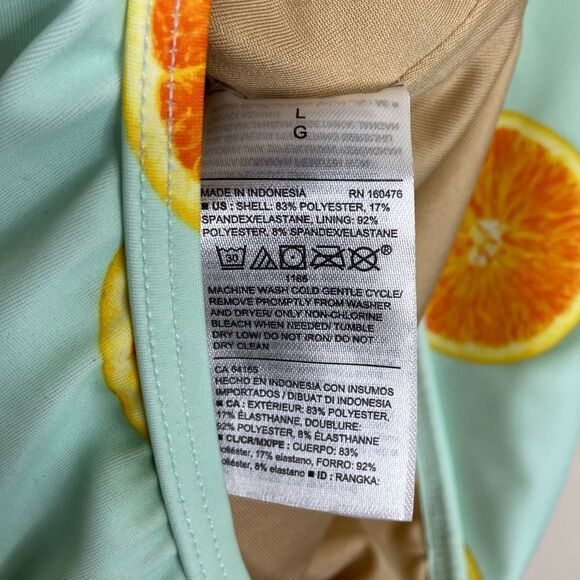 L
G
MADE IN INDONESIA RN 160476
■ US : SHELL: 83% POLYESTER, 17%
SPANDEX/ELASTANE, LINING: 92%
POLYESTER, 8% SPANDEX/ELASTANE
30
1166
MACHINE WASH COLD GENTLE CYCLE/
REMOVE PROMPTLY FROM WASHER
AND DRYER/ ONLY NON-CHLORINE
BLEACH WHEN NEEDED/ TUMBLE
DRY LOW/ DO NOT IRON/ DO NOT
DRY CLEAN
CA 64165
HECHO EN INDONESIA CON INSUMOS
IMPORTADOS / DIBUAT DI INDONESIA
■ CA : EXTÉRIEUR: 83% POLYESTER,
17% ÉLASTHANNE, DOUBLURE:
92% POLYESTER, 8% ÉLASTHANNE
■ CL/CR/MX/PE : CUERPO: 83%
poliéster, 17% elastano, FORRO: 92%
poliéster, 8% elastano ■ ID : RANGKA: